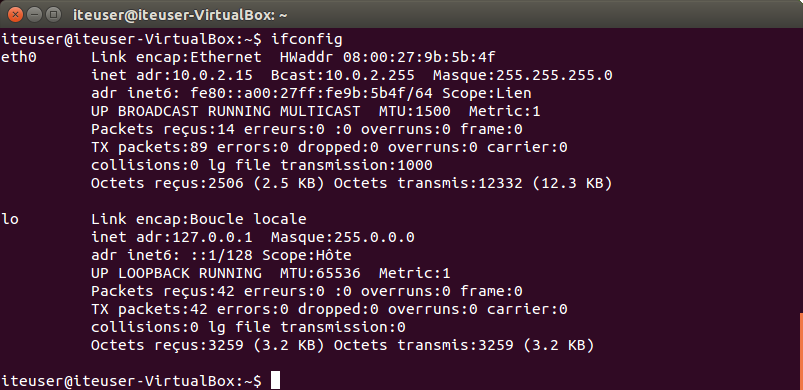 iteuser@iteuser-VirtualBox: ~
iteuser@iteuser-VirtualBox:~$ ifconfig
eth0      Link encap:Ethernet  HWaddr 08:00:27:9b:5b:4f
          inet adr:10.0.2.15  Bcast:10.0.2.255  Masque:255.255.255.0
          adr inet6: fe80::a00:27ff:fe9b:5b4f/64 Scope:Lien
          UP BROADCAST RUNNING MULTICAST  MTU:1500  Metric:1
          Packets reçus:14 erreurs:0 :0 overruns:0 frame:0
          TX packets:89 errors:0 dropped:0 overruns:0 carrier:0
          collisions:0 lg file transmission:1000
          Octets reçus:2506 (2.5 KB) Octets transmis:12332 (12.3 KB)
lo        Link encap:Boucle locale
          inet adr:127.0.0.1  Masque:255.0.0.0
          adr inet6: ::1/128 Scope:Hôte
          UP LOOPBACK RUNNING  MTU:65536  Metric:1
          Packets reçus:42 erreurs:0 :0 overruns:0 frame:0
          TX packets:42 errors:0 dropped:0 overruns:0 carrier:0
          collisions:0 lg file transmission:0
          Octets reçus:3259 (3.2 KB) Octets transmis:3259 (3.2 KB)
iteuser@iteuser-VirtualBox:~$